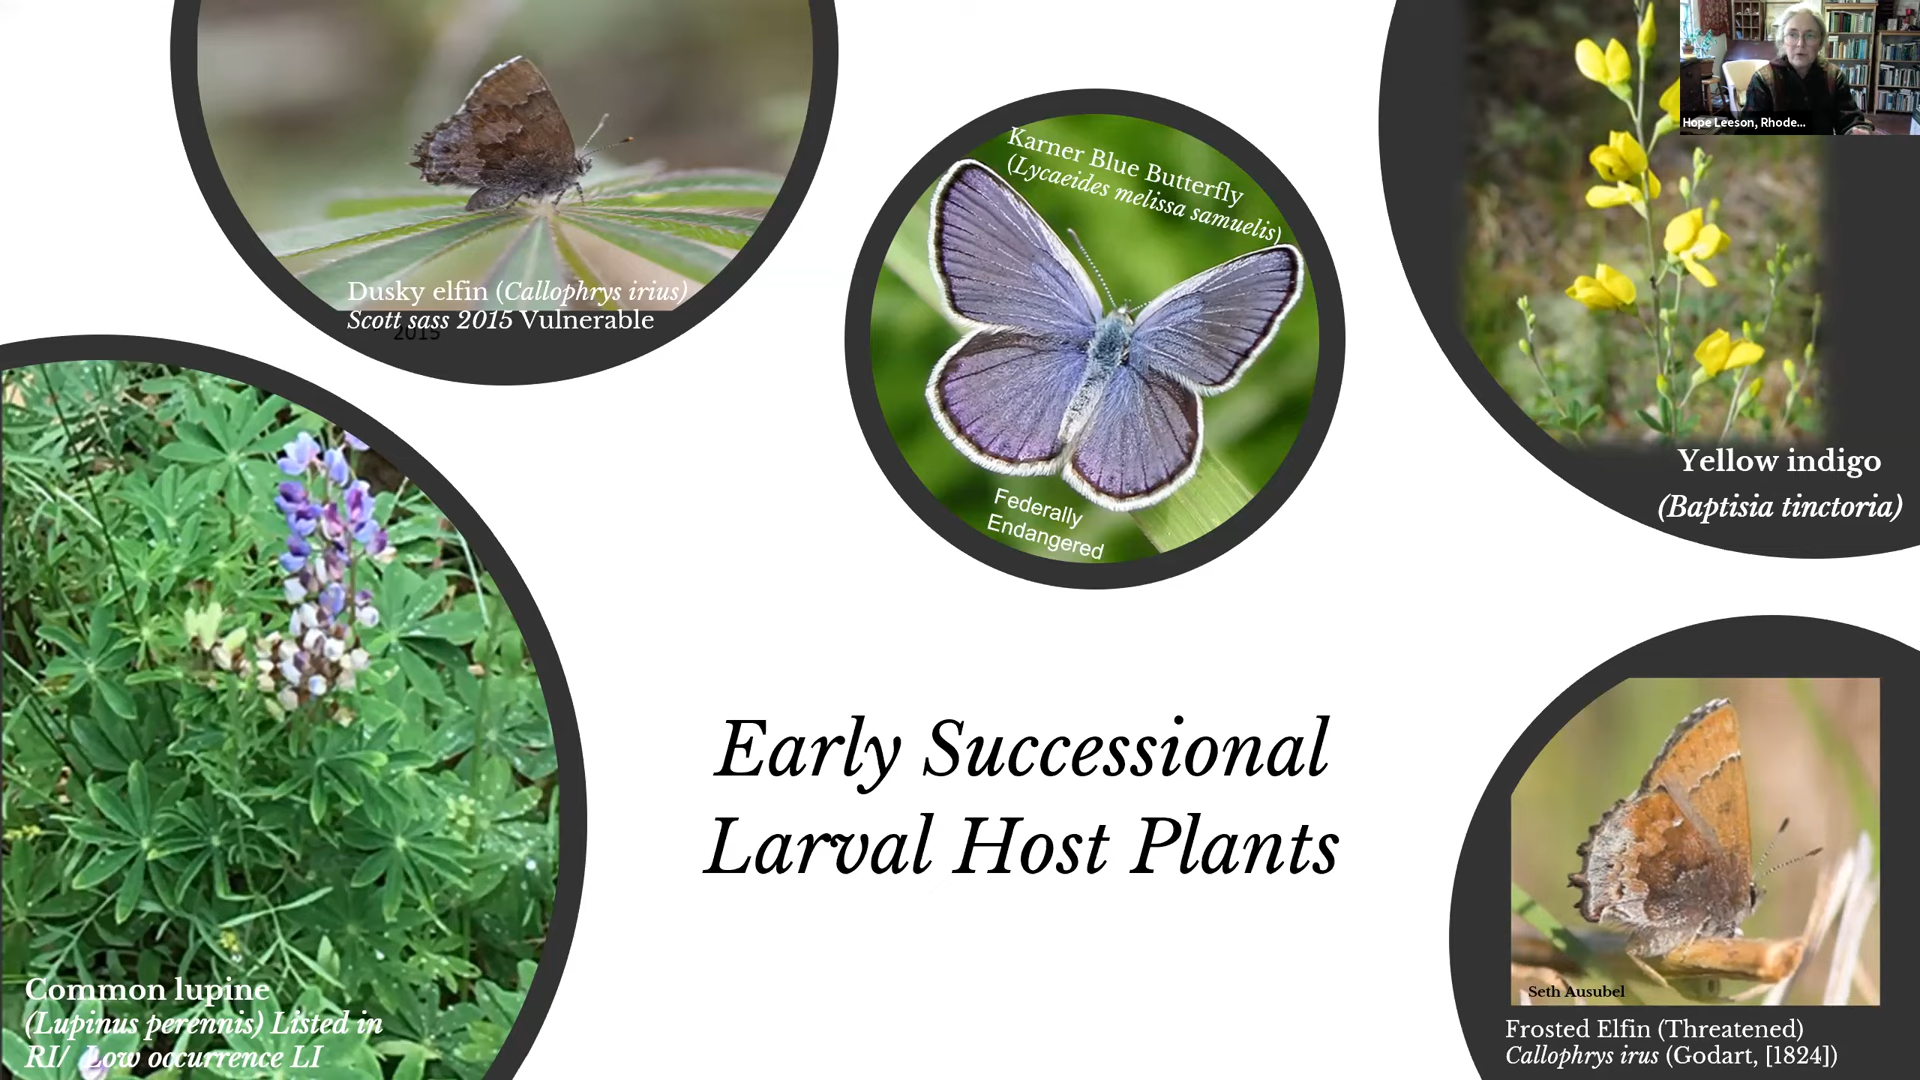 Hope Leeson, Rhode...
Dusky elfin (Callophrys irius)
Scott sass 2015 Vulnerable
2015
Karner Blue Butterfly
(Lycaeides melissa samuelis)
Federally
Endangered
Yellow indigo
(Baptisia tinctoria)
Early Successional
Larval Host Plants
Common lupine
(Lupinus perennis) Listed in
RI/ Low occurrence LI
Seth Ausubel
Frosted Elfin (Threatened)
Callophrys irus (Godart, [1824])